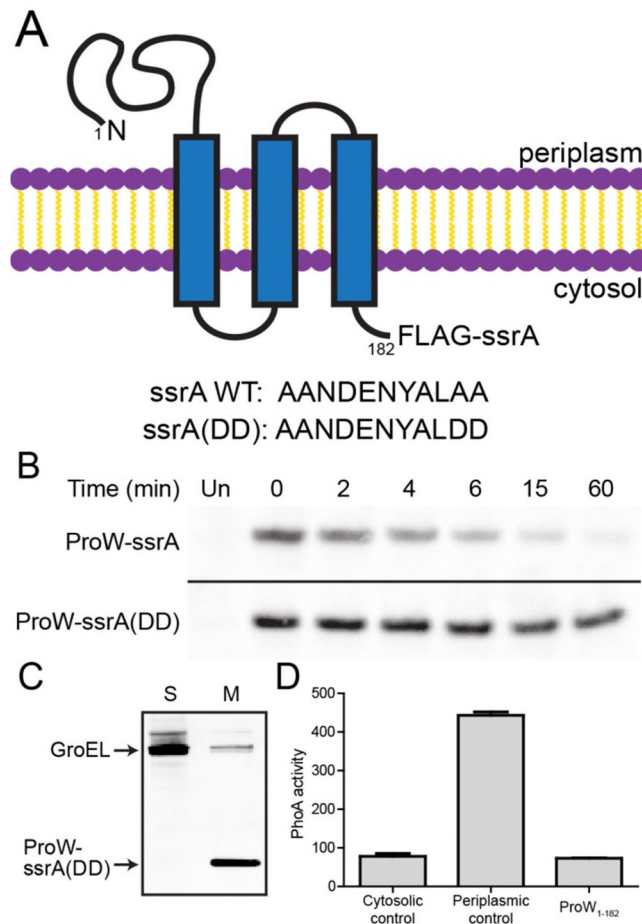 A
1N
periplasm
cytosol
182 FLAG-ssrA
ssrA WT: AANDENYALAA
ssrA(DD): AANDENYALDD
B
Time (min) Un 0 2 4 6 15 60
ProW-ssrA
ProW-ssrA(DD)
C
S M
GroEL
ProW-
ssrA(DD)
D
500
400
300
200
100
0
PhoA activity
Cytosolic
control
Periplasmic
control
ProW1-182